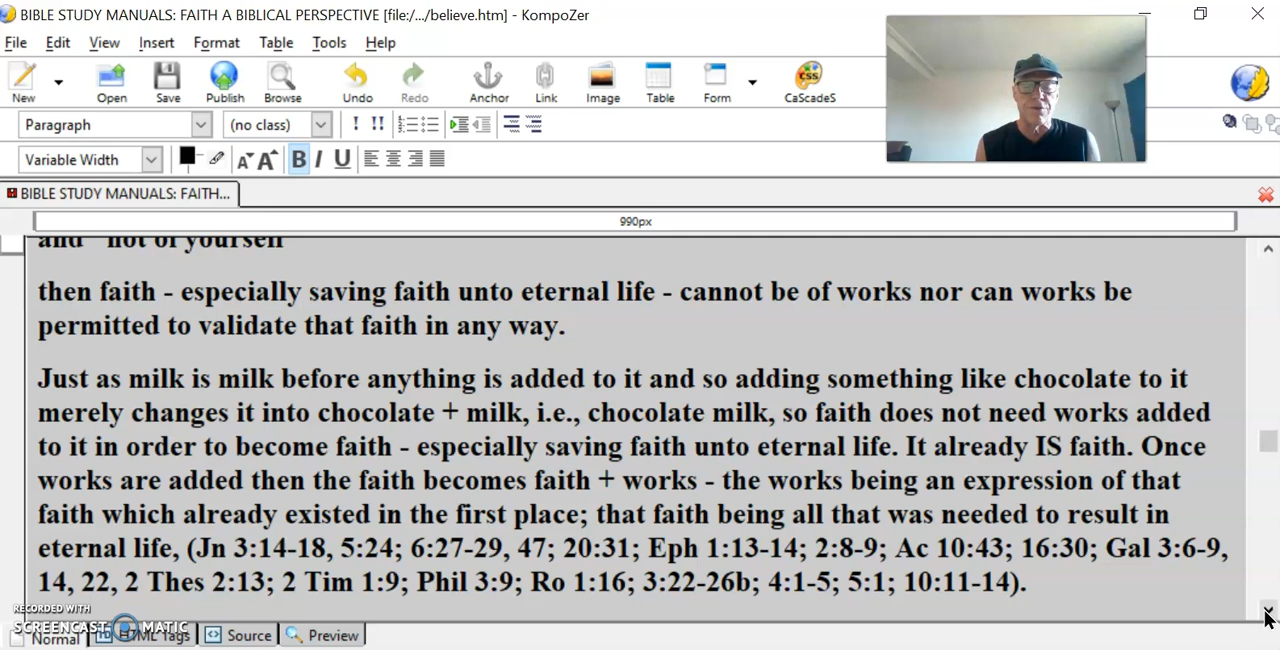 BIBLE STUDY MANUALS: FAITH A BIBLICAL PERSPECTIVE [file:/.../believe.htm] - KompoZer
File Edit View Insert Format Table Tools Help
New Open Save Publish Browse Undo Redo Anchor Link Image Table Form CaScadeS
Paragraph (no class) ! !!
Variable Width A A B I U
BIBLE STUDY MANUALS: FAITH...
990px
and "not of yourself"
then faith - especially saving faith unto eternal life - cannot be of works nor can works be
permitted to validate that faith in any way.
Just as milk is milk before anything is added to it and so adding something like chocolate to it
merely changes it into chocolate + milk, i.e., chocolate milk, so faith does not need works added
to it in order to become faith - especially saving faith unto eternal life. It already IS faith. Once
works are added then the faith becomes faith + works - the works being an expression of that
faith which already existed in the first place; that faith being all that was needed to result in
eternal life, (Jn 3:14-18, 5:24; 6:27-29, 47; 20:31; Eph 1:13-14; 2:8-9; Ac 10:43; 16:30; Gal 3:6-9,
14, 22, 2 Thes 2:13; 2 Tim 1:9; Phil 3:9; Ro 1:16; 3:22-26b; 4:1-5; 5:1; 10:11-14).
RECORDED WITH
SCREENCAST MATIC
Normal HTML Tags Source Preview